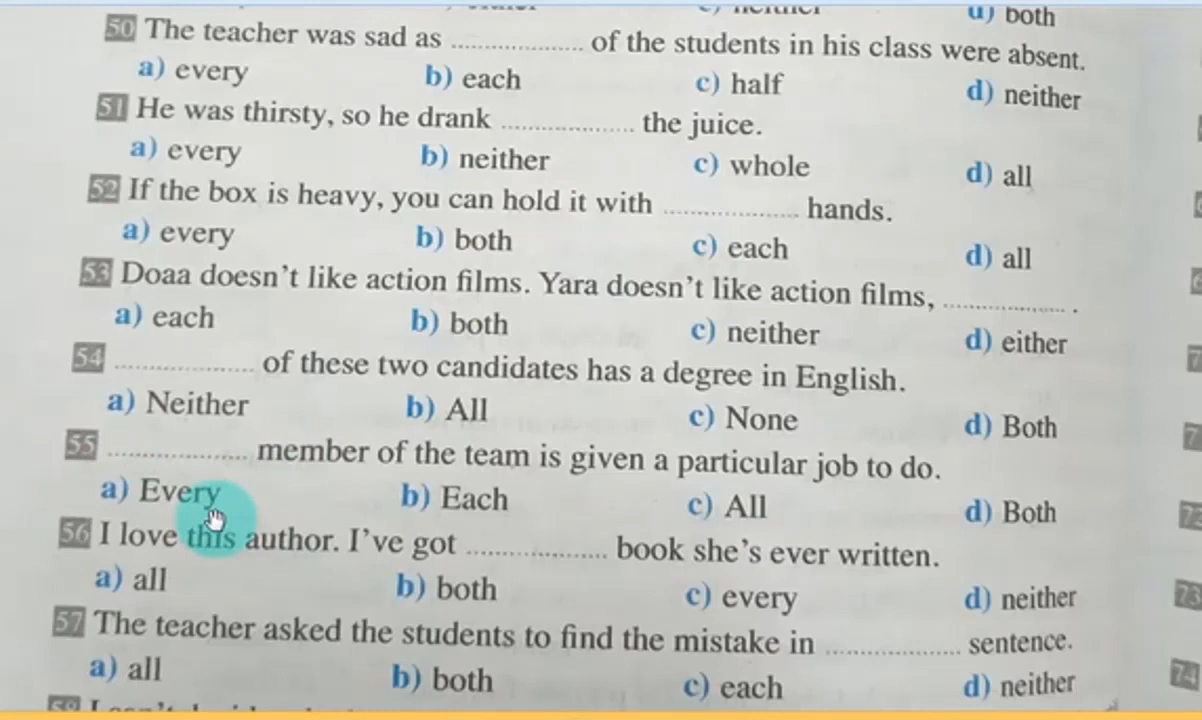 c) neither d) both
50 The teacher was sad as .................. of the students in his class were absent.
a) every b) each c) half d) neither
51 He was thirsty, so he drank .................. the juice.
a) every b) neither c) whole d) all
52 If the box is heavy, you can hold it with .................. hands.
a) every b) both c) each d) all
53 Doaa doesn't like action films. Yara doesn't like action films, .................. .
a) each b) both c) neither d) either
54 .................. of these two candidates has a degree in English.
a) Neither b) All c) None d) Both
55 .................. member of the team is given a particular job to do.
a) Every b) Each c) All d) Both
56 I love this author. I've got .................. book she's ever written.
a) all b) both c) every d) neither
57 The teacher asked the students to find the mistake in .................. sentence.
a) all b) both c) each d) neither
73
74